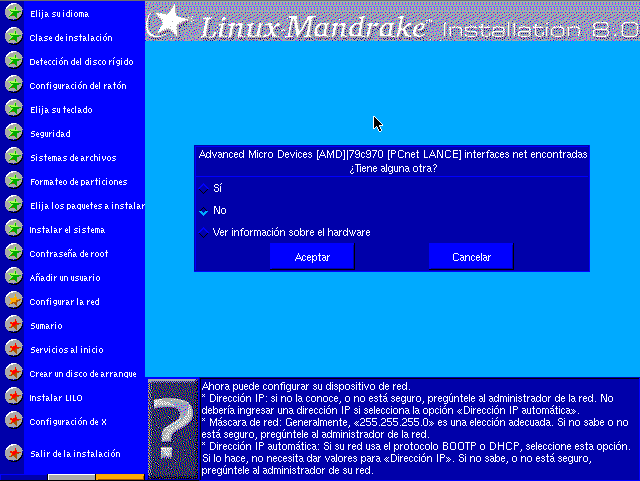 Linux Mandrake™ Installation 8.0
Elija su idioma
Clase de instalación
Detección del disco rígido
Configuración del ratón
Elija su teclado
Seguridad
Sistemas de archivos
Formateo de particiones
Elija los paquetes a instalar
Instalar el sistema
Contraseña de root
Añadir un usuario
Configurar la red
Sumario
Servicios al inicio
Crear un disco de arranque
Instalar LILO
Configuración de X
Salir de la instalación
Advanced Micro Devices [AMD]|79c970 [PCnet LANCE] interfaces net encontradas
¿Tiene alguna otra?
Sí
No
Ver información sobre el hardware
Aceptar
Cancelar
Ahora puede configurar su dispositivo de red.
* Dirección IP: si no la conoce, o no está seguro, pregúntele al administrador de la red. No
debería ingresar una dirección IP si selecciona la opción «Dirección IP automática».
* Máscara de red: Generalmente, «255.255.255.0» es una elección adecuada. Si no sabe o no
está seguro, pregúntele al administrador de la red.
* Dirección IP automática: Si su red usa el protocolo BOOTP o DHCP, seleccione esta opción.
Si lo hace, no necesita dar valores para «Dirección IP». Si no sabe, o no está seguro,
pregúntele al administrador de su red.